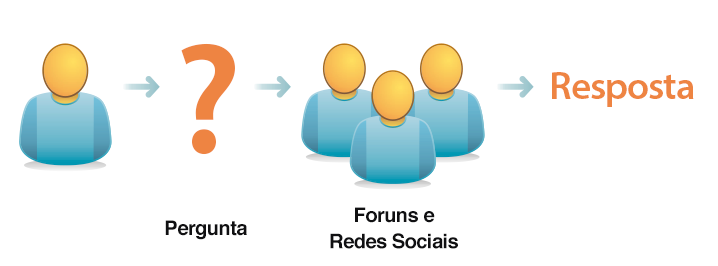 ?
Resposta
Pergunta
Foruns e
Redes Sociais